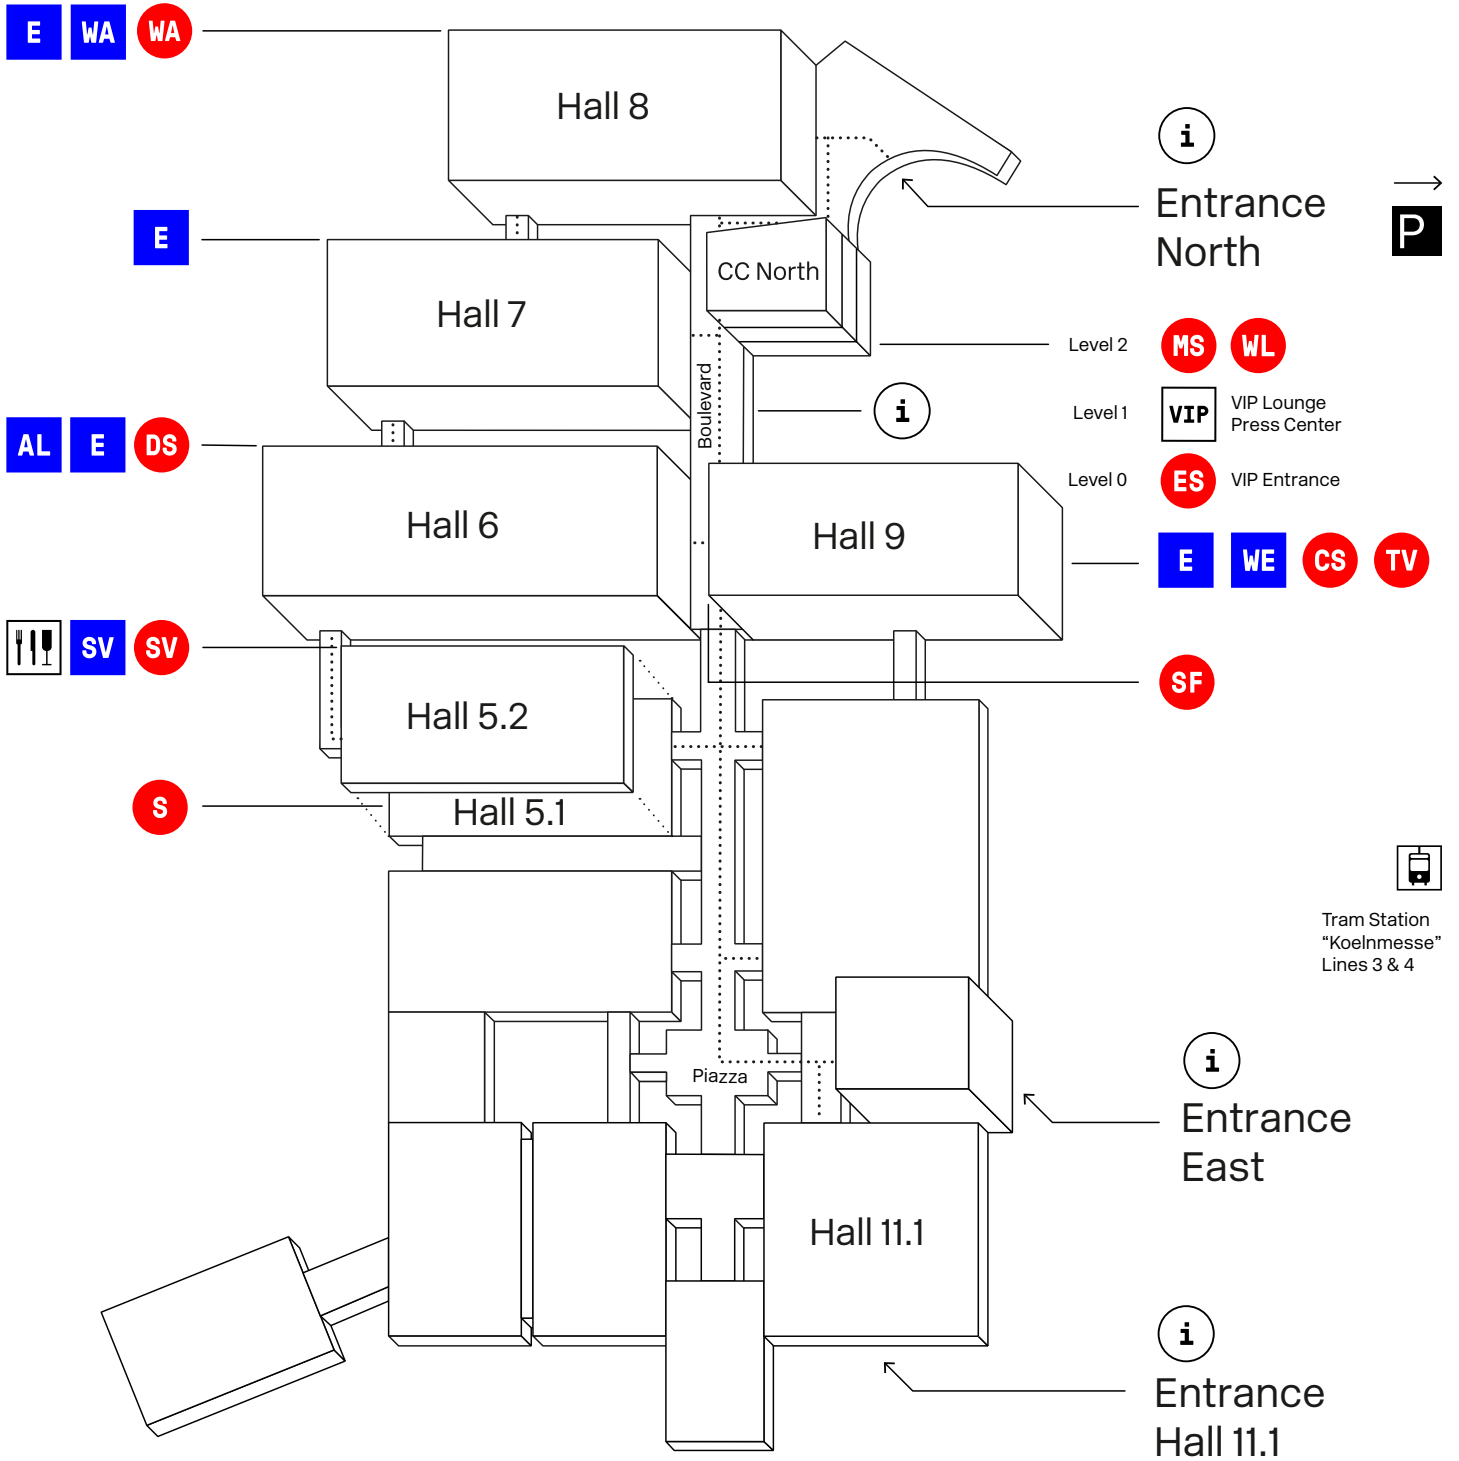 E WA WA
Hall 8
i
Entrance
North
P
E
CC North
Hall 7
Level 2 MS WL
Boulevard
i
Level 1 VIP VIP Lounge
Press Center
AL E DS
Level 0 ES VIP Entrance
Hall 6
Hall 9
E WE CS TV
SV SV
SF
Hall 5.2
S
Hall 5.1
Tram Station
“Koelnmesse”
Lines 3 & 4
i
Piazza
Entrance
East
Hall 11.1
i
Entrance
Hall 11.1